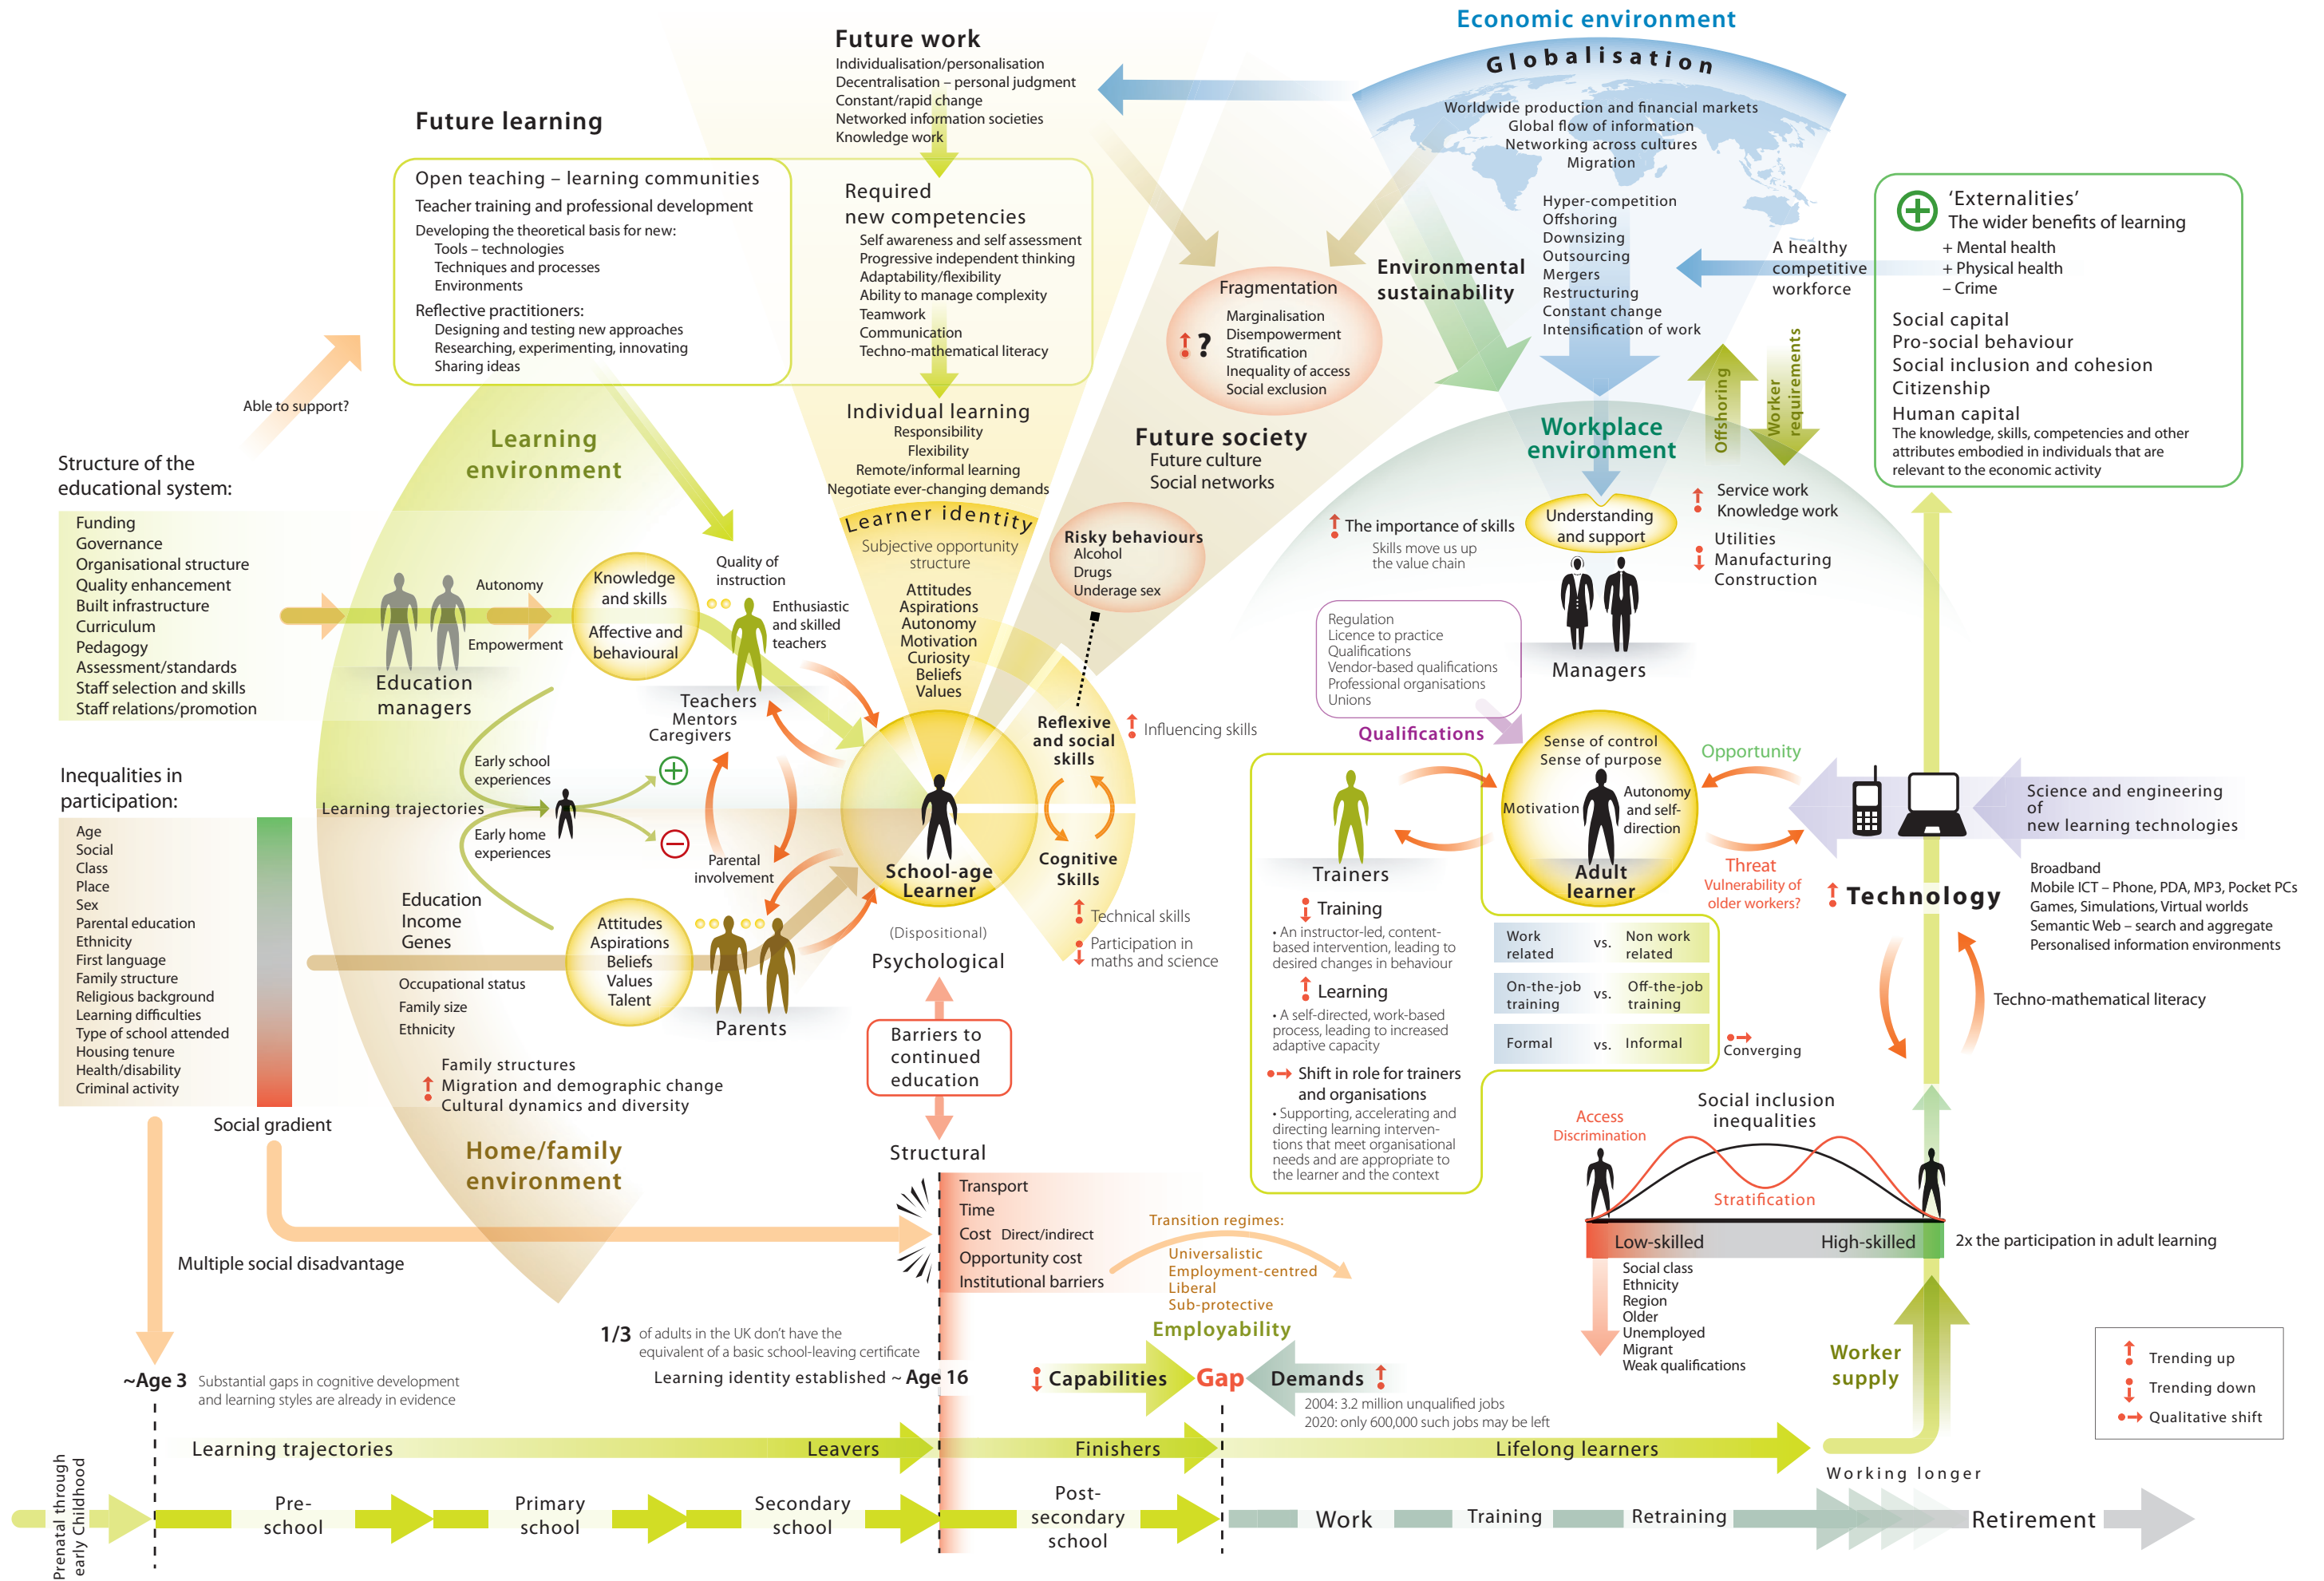 Economic environment
Globalisation
Worldwide production and financial markets
Global flow of information
Networking across cultures
Migration
Hyper-competition
Offshoring
Downsizing
Outsourcing
Mergers
Restructuring
Constant change
Intensification of work
Future work
Individualisation/personalisation
Decentralisation – personal judgment
Constant/rapid change
Networked information societies
Knowledge work
Future learning
Open teaching – learning communities
Teacher training and professional development
Developing the theoretical basis for new:
Tools – technologies
Techniques and processes
Environments
Reflective practitioners:
Designing and testing new approaches
Researching, experimenting, innovating
Sharing ideas
Required
new competencies
Self awareness and self assessment
Progressive independent thinking
Adaptability/flexibility
Ability to manage complexity
Teamwork
Communication
Techno-mathematical literacy
Individual learning
Responsibility
Flexibility
Remote/informal learning
Negotiate ever-changing demands
Learner identity
Subjective opportunity
structure
Attitudes
Aspirations
Autonomy
Motivation
Curiosity
Beliefs
Values
Fragmentation
Marginalisation
Disempowerment
Stratification
Inequality of access
Social exclusion
?
Environmental
sustainability
Future society
Future culture
Social networks
Risky behaviours
Alcohol
Drugs
Underage sex
A healthy
competitive
workforce
'Externalities'
The wider benefits of learning
+ Mental health
+ Physical health
– Crime
Social capital
Pro-social behaviour
Social inclusion and cohesion
Citizenship
Human capital
The knowledge, skills, competencies and other
attributes embodied in individuals that are
relevant to the economic activity
Offshoring
Worker
requirements
Workplace
environment
Understanding
and support
Managers
Service work
Knowledge work
Utilities
Manufacturing
Construction
The importance of skills
Skills move us up
the value chain
Regulation
Licence to practice
Qualifications
Vendor-based qualifications
Professional organisations
Unions
Qualifications
Able to support?
Structure of the
educational system:
Funding
Governance
Organisational structure
Quality enhancement
Built infrastructure
Curriculum
Pedagogy
Assessment/standards
Staff selection and skills
Staff relations/promotion
Learning
environment
Education
managers
Autonomy
Empowerment
Knowledge
and skills
Affective and
behavioural
Quality of
instruction
Enthusiastic
and skilled
teachers
Teachers
Mentors
Caregivers
Early school
experiences
Learning trajectories
Early home
experiences
Parental
involvement
School-age
Learner
Reflexive
and social
skills
Influencing skills
Cognitive
Skills
Technical skills
Participation in
maths and science
Inequalities in
participation:
Age
Social
Class
Place
Sex
Parental education
Ethnicity
First language
Family structure
Religious background
Learning difficulties
Type of school attended
Housing tenure
Health/disability
Criminal activity
Social gradient
Education
Income
Genes
Occupational status
Family size
Ethnicity
Attitudes
Aspirations
Beliefs
Values
Talent
Parents
Family structures
Migration and demographic change
Cultural dynamics and diversity
Home/family
environment
(Dispositional)
Psychological
Barriers to
continued
education
Structural
Transport
Time
Cost Direct/indirect
Opportunity cost
Institutional barriers
Transition regimes:
Universalistic
Employment-centred
Liberal
Sub-protective
Trainers
Training
• An instructor-led, content-
based intervention, leading to
desired changes in behaviour
Learning
• A self-directed, work-based
process, leading to increased
adaptive capacity
Shift in role for trainers
and organisations
• Supporting, accelerating and
directing learning interven-
tions that meet organisational
needs and are appropriate to
the learner and the context
Sense of control
Sense of purpose
Motivation
Autonomy
and self-
direction
Adult
learner
Work
related
vs.
Non work
related
On-the-job
training
vs.
Off-the-job
training
Formal
vs.
Informal
Converging
Opportunity
Threat
Vulnerability of
older workers?
Technology
Science and engineering
of
new learning technologies
Broadband
Mobile ICT – Phone, PDA, MP3, Pocket PCs
Games, Simulations, Virtual worlds
Semantic Web – search and aggregate
Personalised information environments
Techno-mathematical literacy
Social inclusion
inequalities
Access
Discrimination
Stratification
Low-skilled
High-skilled
2x the participation in adult learning
Social class
Ethnicity
Region
Older
Unemployed
Migrant
Weak qualifications
Worker
supply
Trending up
Trending down
Qualitative shift
Multiple social disadvantage
~Age 3
Substantial gaps in cognitive development
and learning styles are already in evidence
1/3 of adults in the UK don't have the
equivalent of a basic school-leaving certificate
Learning identity established ~ Age 16
Employability
Capabilities
Gap
Demands
2004: 3.2 million unqualified jobs
2020: only 600,000 such jobs may be left
Learning trajectories
Leavers
Finishers
Lifelong learners
Working longer
Prenatal through
early Childhood
Pre-
school
Primary
school
Secondary
school
Post-
secondary
school
Work
Training
Retraining
Retirement